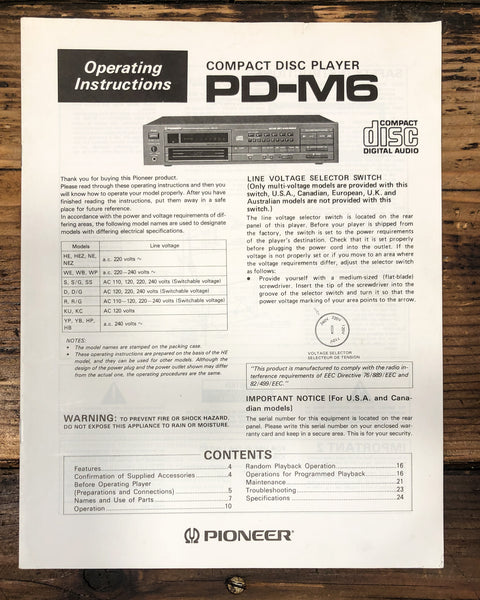 Operating
Instructions
COMPACT DISC PLAYER
PD-M6
COMPACT
disc
DIGITAL AUDIO
Thank you for buying this Pioneer product.
Please read through these operating instructions and then you
will know how to operate your model properly. After you have
finished reading the instructions, put them away in a safe
place for future reference.
In accordance with the power and voltage requirements of dif-
fering areas, the following model names are used to designate
models with differing electrical specifications.
Models Line voltage
HE, HEZ, NE, NEZ a.c. 220 volts ~
WE, WB, WP a.c. 220–240 volts ~
S, S/G, SS AC 110, 120, 220, 240 volts (Switchable voltage)
D, D/G AC 120, 220, 240 volts (Switchable voltage)
R, R/G AC 110–120, 220–240 volts (Switchable voltage)
KU, KC AC 120 volts
YP, YB, HP, HB a.c. 240 volts ~
NOTES:
• The model names are stamped on the packing case.
• These operating instructions are prepared on the basis of the HE
model, and they can be used for other models. Although the
design of the power plug and the power outlet shown may differ
from the actual one, the operating procedures are the same.
WARNING: TO PREVENT FIRE OR SHOCK HAZARD,
DO NOT EXPOSE THIS APPLIANCE TO RAIN OR MOISTURE.
LINE VOLTAGE SELECTOR SWITCH
(Only multi-voltage models are provided with this
switch, U.S.A., Canadian, European, U.K. and
Australian models are not provided with this
switch.)
The line voltage selector switch is located on the rear
panel of this player. Before your player is shipped from
the factory, the switch is set to the power requirements
of the player's destination. Check that it is set properly
before plugging the power cord into the outlet. If the
voltage is not properly set or if you move to an area where
the voltage requirements differ, adjust the selector switch
as follows:
• Provide yourself with a medium-sized (flat-blade)
screwdriver. Insert the tip of the screwdriver into the
groove of the selector switch and turn it so that the
power voltage marking of your area points to the arrow.
VOLTAGE SELECTOR
SELECTEUR DE TENSION
"This product is manufactured to comply with the radio in-
terference requirements of EEC Directive 76/889/EEC and
82/499/EEC."
IMPORTANT NOTICE [For U.S.A. and Cana-
dian models]
The serial number for this equipment is located on the rear
panel. Please write this serial number on your enclosed war-
ranty card and keep in a secure area. This is for your security.
CONTENTS
Features 4
Confirmation of Supplied Accessories 4
Before Operating Player
(Preparations and Connections) 5
Names and Use of Parts 7
Operation 10
Random Playback Operation 16
Operations for Programmed Playback 16
Maintenance 21
Troubleshooting 23
Specifications 24
PIONEER